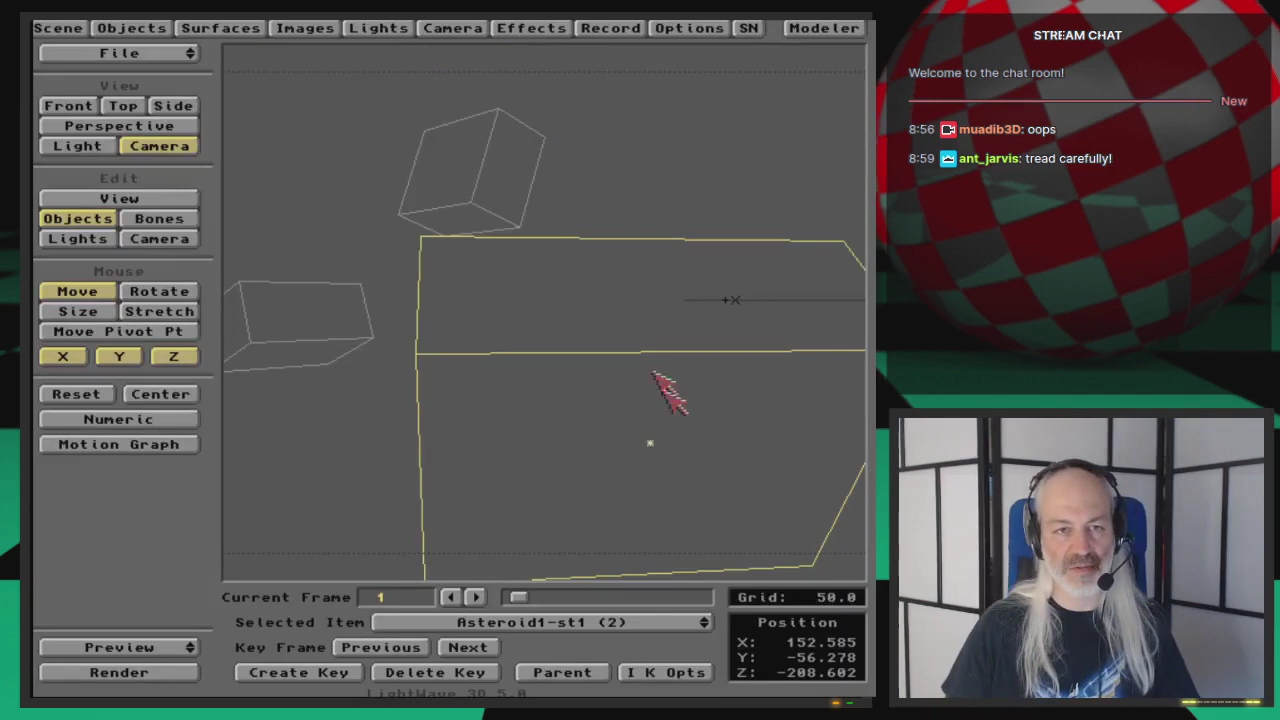 Scene Objects Surfaces Images Lights Camera Effects Record Options SN Modeler
File
View
Front Top Side
Perspective
Light Camera
Edit
View
Objects Bones
Lights Camera
Mouse
Move Rotate
Size Stretch
Move Pivot Pt
X Y Z
Reset Center
Numeric
Motion Graph
Preview
Render
Current Frame 1
Selected Item Asteroid1-st1 (2)
Key Frame Previous Next
Create Key Delete Key Parent I K Opts
LightWave 3D 5.0
Grid: 50.0
Position
X: 152.585
Y: -56.278
Z: -208.602
STREAM CHAT
Welcome to the chat room!
New
8:56 muadib3D: oops
8:59 ant_jarvis: tread carefully!